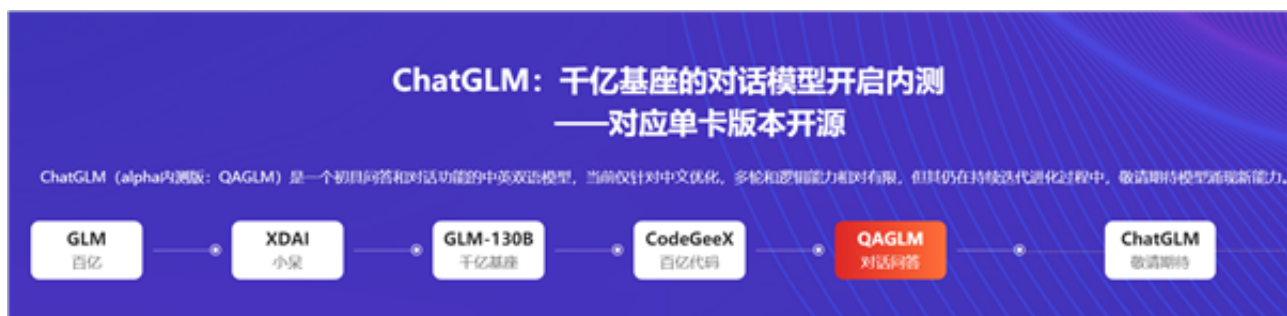 ChatGLM：千亿基座的对话模型开启内测
——对应单卡版本开源
ChatGLM（alpha内测版：QAGLM）是一个初具问答和对话功能的中英双语模型，当前仅针对中文优化，多轮和逻辑能力相对有限，但其仍在持续迭代进化过程中，敬请期待模型涌现新能力。
GLM
百亿
XDAI
小呆
GLM-130B
千亿基座
CodeGeeX
百亿代码
QAGLM
对话问答
ChatGLM
敬请期待